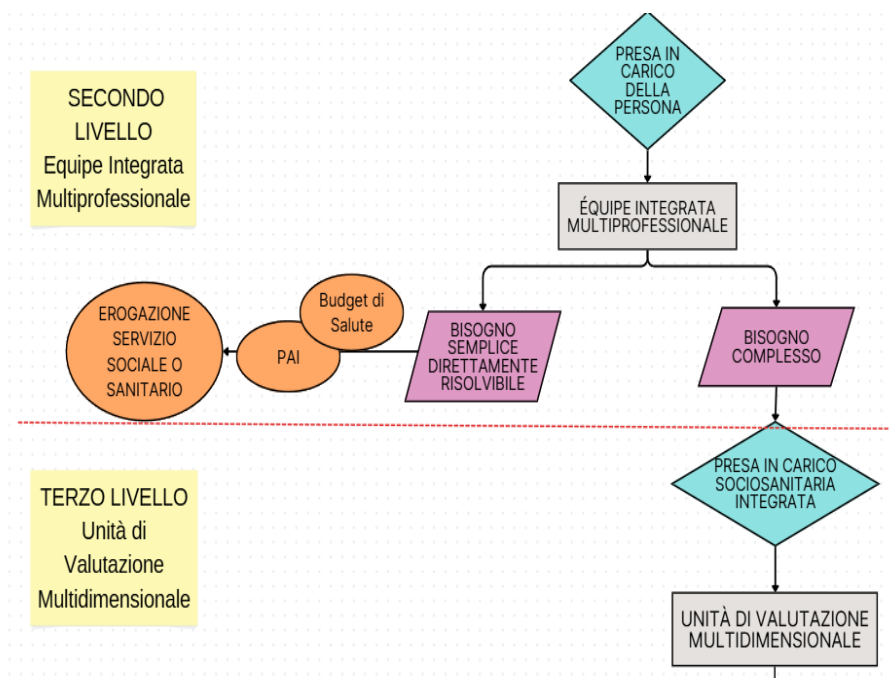 SECONDO
LIVELLO
Equipe Integrata
Multiprofessionale
PRESA IN
CARICO
DELLA
PERSONA
ÉQUIPE INTEGRATA
MULTIPROFESSIONALE
EROGAZIONE
SERVIZIO
SOCIALE O
SANITARIO
PAI
Budget di
Salute
BISOGNO
SEMPLICE
DIRETTAMENTE
RISOLVIBILE
BISOGNO
COMPLESSO
TERZO LIVELLO
Unità di
Valutazione
Multidimensionale
PRESA IN CARICO
SOCIOSANITARIA
INTEGRATA
UNITÀ DI VALUTAZIONE
MULTIDIMENSIONALE